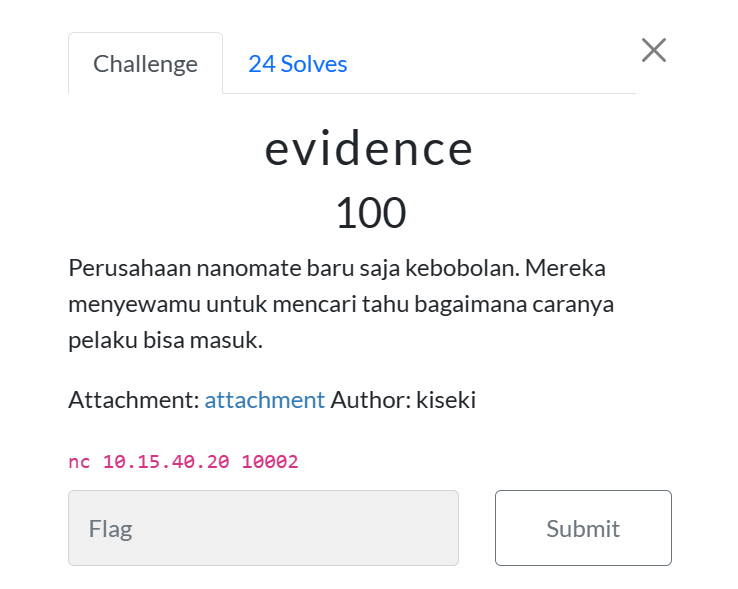 Challenge
24 Solves
evidence
100
Perusahaan nanomate baru saja kebobolan. Mereka
menyewamu untuk mencari tahu bagaimana caranya
pelaku bisa masuk.
Attachment: attachment Author: kiseki
nc 10.15.40.20 10002
Flag
Submit